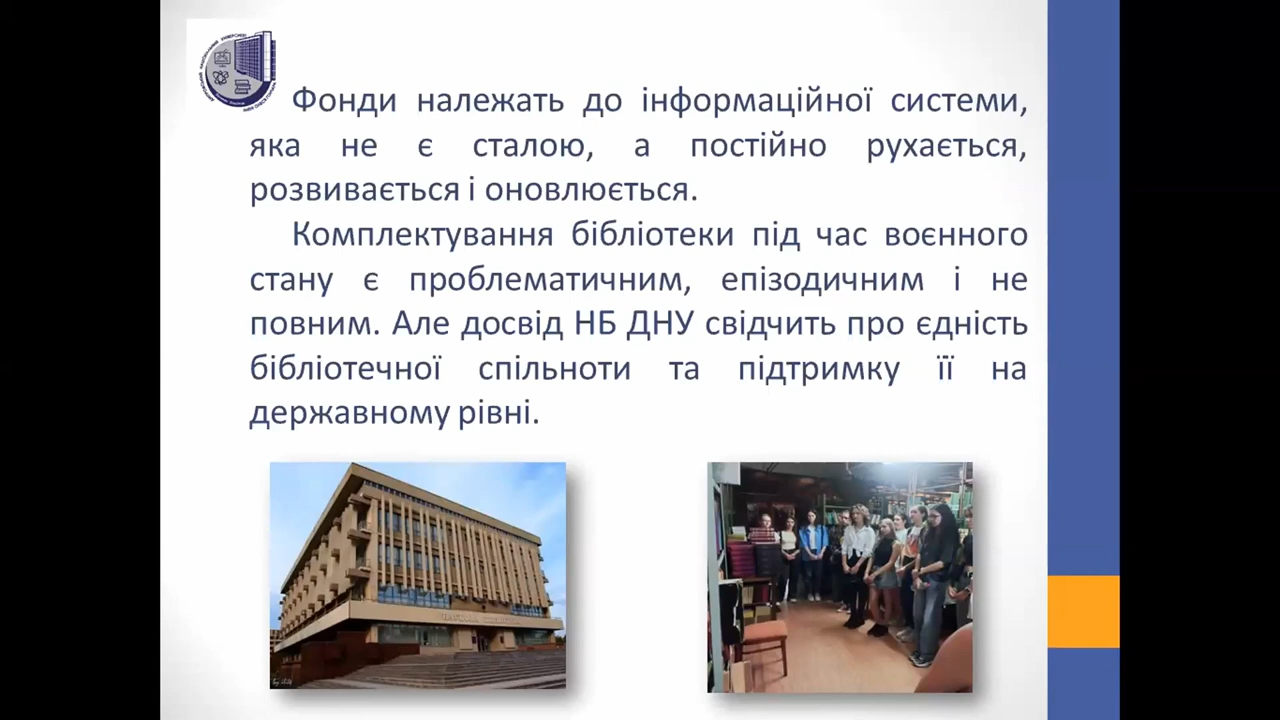 Фонди належать до інформаційної системи,
яка не є сталою, а постійно рухається,
розвивається і оновлюється.
Комплектування бібліотеки під час воєнного
стану є проблематичним, епізодичним і не
повним. Але досвід НБ ДНУ свідчить про єдність
бібліотечної спільноти та підтримку її на
державному рівні.